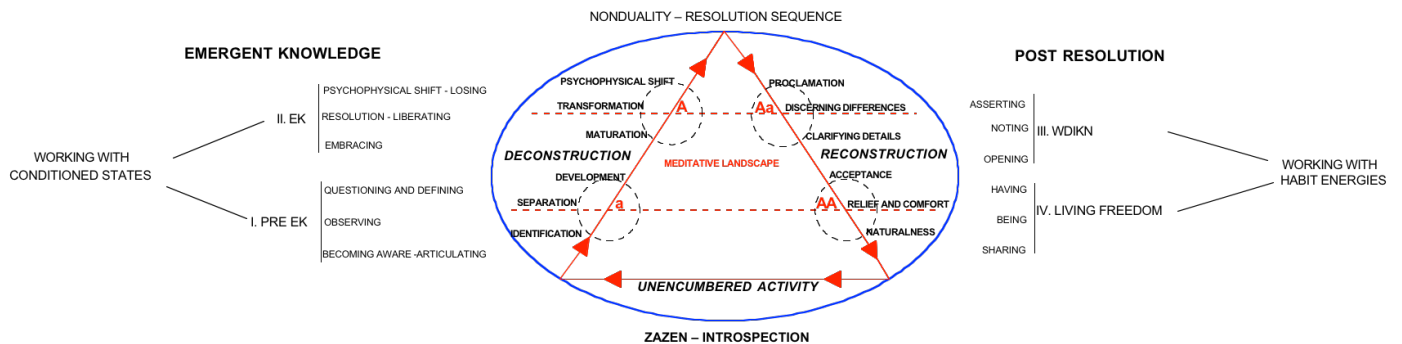 NONDUALITY – RESOLUTION SEQUENCE
EMERGENT KNOWLEDGE
PSYCHOPHYSICAL SHIFT - LOSING
II. EK
RESOLUTION - LIBERATING
EMBRACING
WORKING WITH
CONDITIONED STATES
QUESTIONING AND DEFINING
I. PRE EK
OBSERVING
BECOMING AWARE -ARTICULATING
PSYCHOPHYSICAL SHIFT
TRANSFORMATION
A
MATURATION
DECONSTRUCTION
DEVELOPMENT
SEPARATION
a
IDENTIFICATION
MEDITATIVE LANDSCAPE
PROCLAMATION
Aa
DISCERNING DIFFERENCES
CLARIFYING DETAILS
RECONSTRUCTION
ACCEPTANCE
AA
RELIEF AND COMFORT
NATURALNESS
UNENCUMBERED ACTIVITY
ZAZEN – INTROSPECTION
POST RESOLUTION
ASSERTING
NOTING
III. WDIKN
OPENING
HAVING
IV. LIVING FREEDOM
BEING
SHARING
WORKING WITH
HABIT ENERGIES